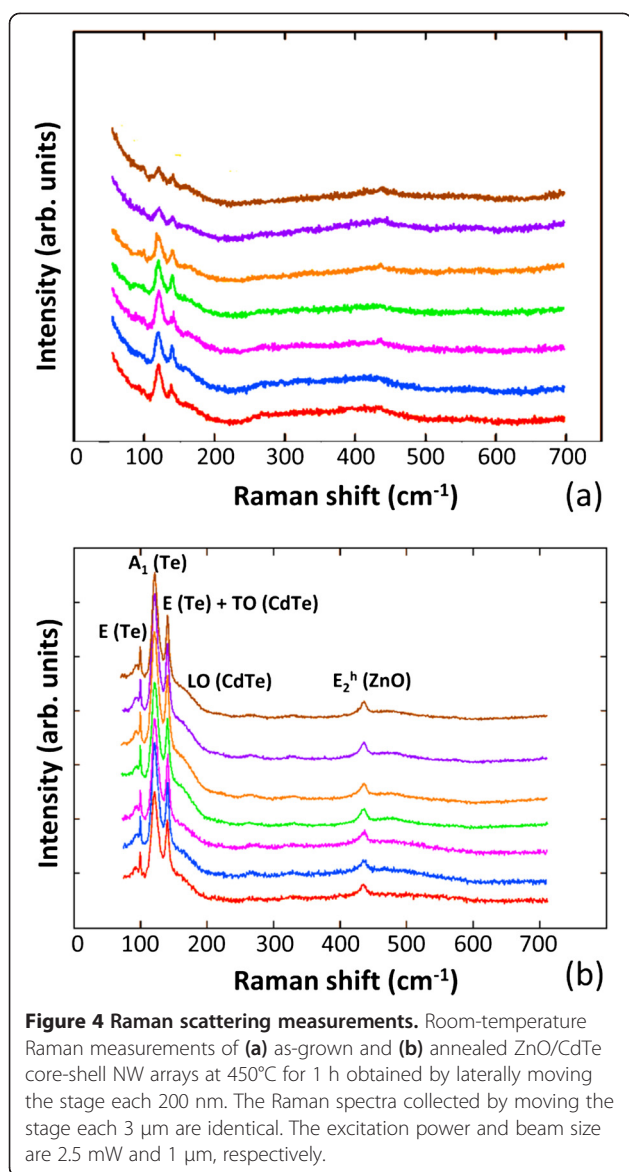 Intensity (arb. units)
0 100 200 300 400 500 600 700
Raman shift (cm⁻¹)
(a)
A₁ (Te)
E (Te) + TO (CdTe)
E (Te)
LO (CdTe)
E₂ʰ (ZnO)
Intensity (arb. units)
0 100 200 300 400 500 600 700
Raman shift (cm⁻¹)
(b)
Figure 4 Raman scattering measurements. Room-temperature
Raman measurements of (a) as-grown and (b) annealed ZnO/CdTe
core-shell NW arrays at 450°C for 1 h obtained by laterally moving
the stage each 200 nm. The Raman spectra collected by moving the
stage each 3 μm are identical. The excitation power and beam size
are 2.5 mW and 1 μm, respectively.